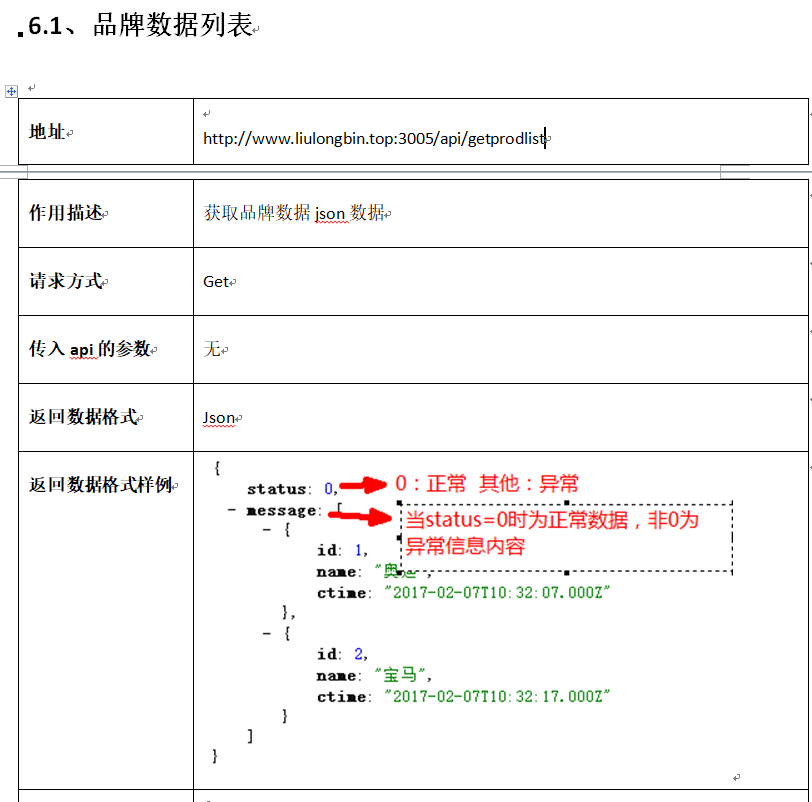 6.1、品牌数据列表
地址
http://www.liulongbin.top:3005/api/getprodlist
作用描述
获取品牌数据 json 数据
请求方式
Get
传入 api 的参数
无
返回数据格式
Json
返回数据格式样例
{
status: 0,
0：正常 其他：异常
- message: [
当status=0时为正常数据，非0为
异常信息内容
- {
id: 1,
name: "
ctime: "2017-02-07T10:32:07.000Z"
},
- {
id: 2,
name: "宝马",
ctime: "2017-02-07T10:32:17.000Z"
}
]
}